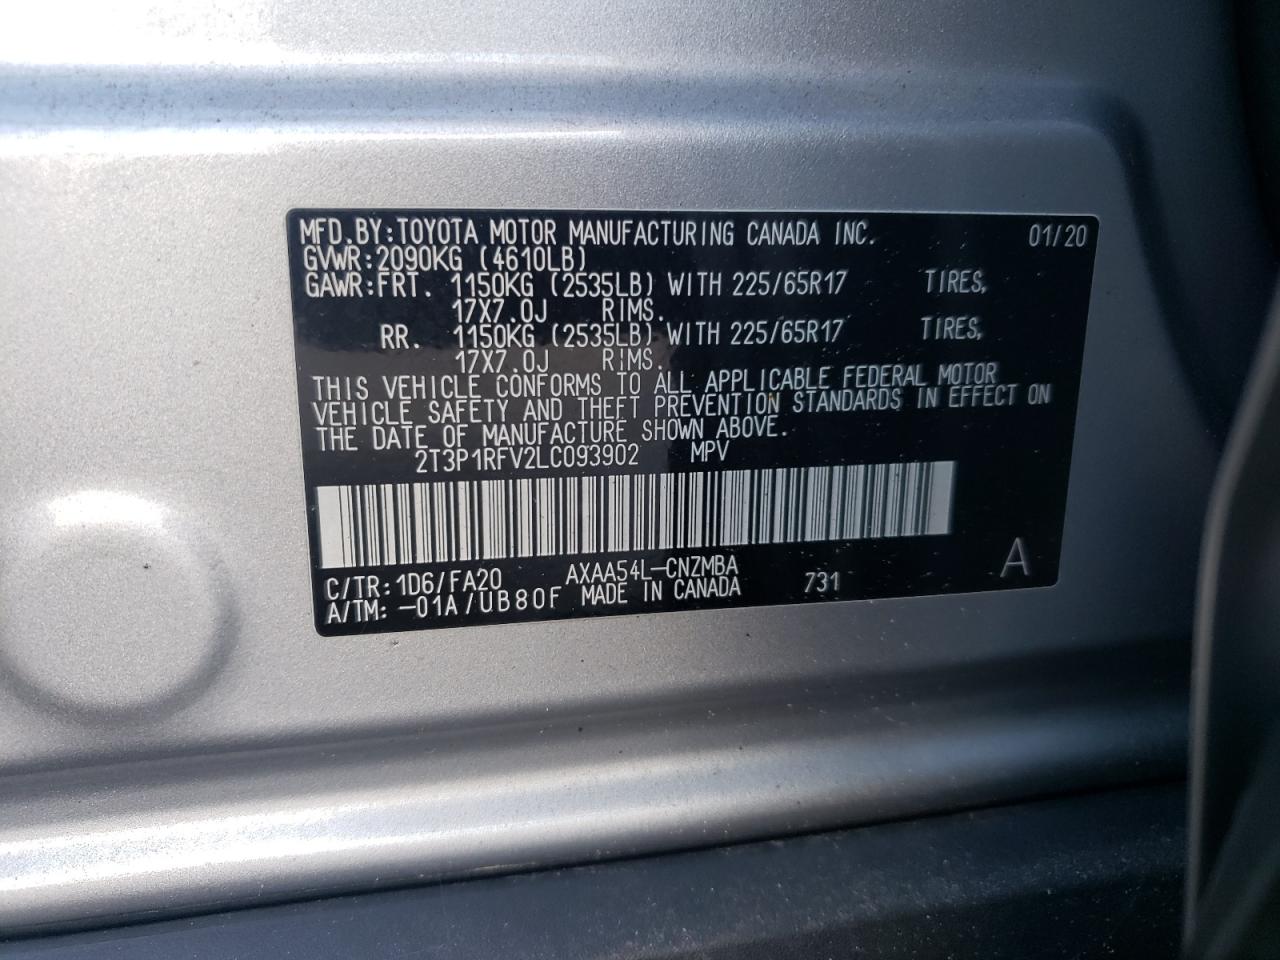 MFD.BY:TOYOTA MOTOR MANUFACTURING CANADA INC. 01/20
GVWR:2090KG (4610LB)
GAWR:FRT. 1150KG (2535LB) WITH 225/65R17 TIRES,
17X7.0J RIMS.
RR. 1150KG (2535LB) WITH 225/65R17 TIRES,
17X7.0J RIMS.
THIS VEHICLE CONFORMS TO ALL APPLICABLE FEDERAL MOTOR
VEHICLE SAFETY AND THEFT PREVENTION STANDARDS IN EFFECT ON
THE DATE OF MANUFACTURE SHOWN ABOVE.
2T3P1RFV2LC093902 MPV
C/TR: 1D6/FA20 AXAA54L-CNZMBA 731 A
A/TM: -01A/UB80F MADE IN CANADA